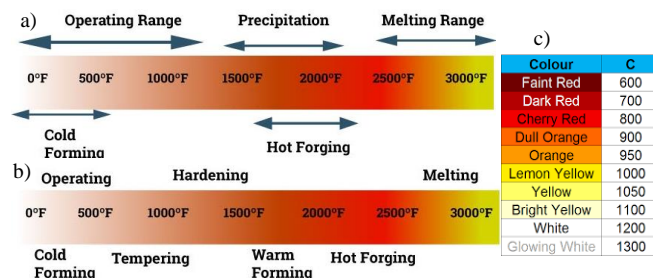 a)
Operating Range Precipitation Melting Range
0°F 500°F 1000°F 1500°F 2000°F 2500°F 3000°F
Cold
Forming
Hot Forging
b)
Operating Hardening Melting
0°F 500°F 1000°F 1500°F 2000°F 2500°F 3000°F
Cold
Forming
Tempering
Warm
Forming
Hot Forging
c)
Colour C
Faint Red 600
Dark Red 700
Cherry Red 800
Dull Orange 900
Orange 950
Lemon Yellow 1000
Yellow 1050
Bright Yellow 1100
White 1200
Glowing White 1300